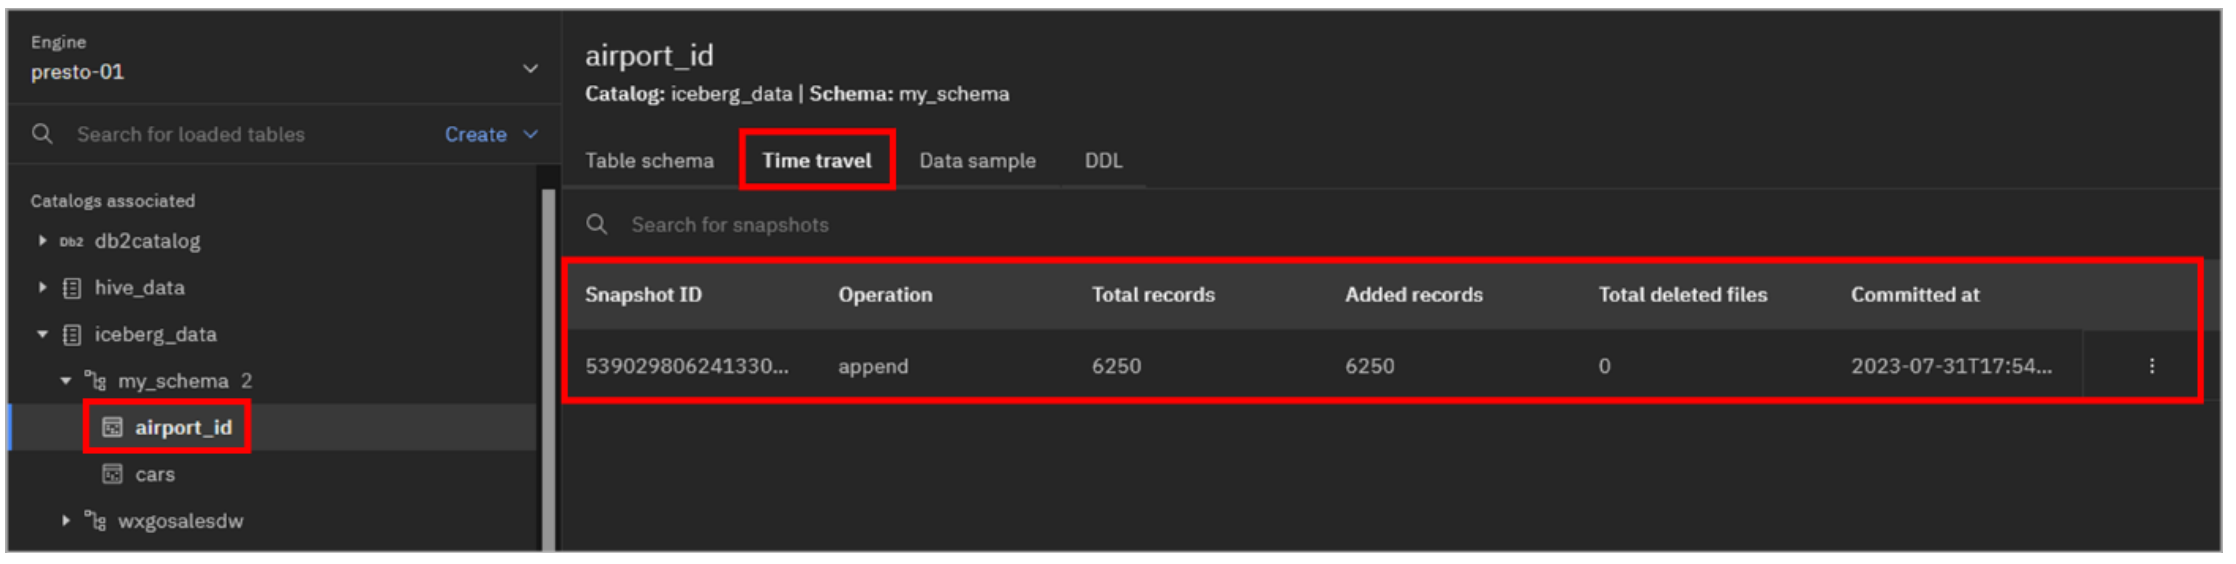 Engine
presto-01
Search for loaded tables Create
Catalogs associated
Db2 db2catalog
hive_data
iceberg_data
my_schema 2
airport_id
cars
wxgosalesdw
airport_id
Catalog: iceberg_data | Schema: my_schema
Table schema Time travel Data sample DDL
Search for snapshots
Snapshot ID Operation Total records Added records Total deleted files Committed at
539029806241330... append 6250 6250 0 2023-07-31T17:54...